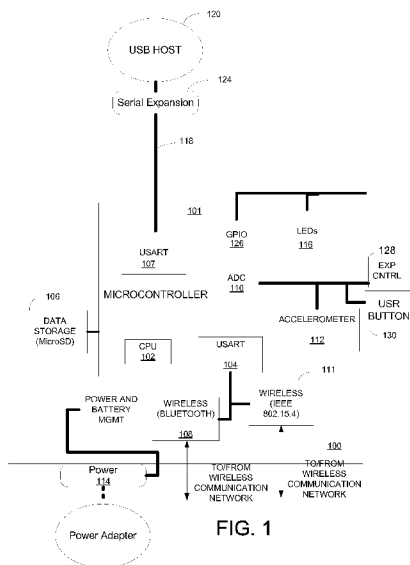 120
USB HOST
124
Serial Expansion
118
101
GPIO
126
LEDs
116
USART
107
128
EXP
CNTRL
ADC
110
MICROCONTROLLER
USR
BUTTON
106
DATA
STORAGE
(MicroSD)
ACCELEROMETER
112
130
CPU
102
USART
104
111
POWER AND
BATTERY
MGMT
WIRELESS
(BLUETOOTH)
108
WIRELESS
(IEEE
802.15.4)
100
Power
114
TO/FROM
WIRELESS
COMMUNICATION
NETWORK
TO/FROM
WIRELESS
COMMUNICATION
NETWORK
Power Adapter
FIG. 1